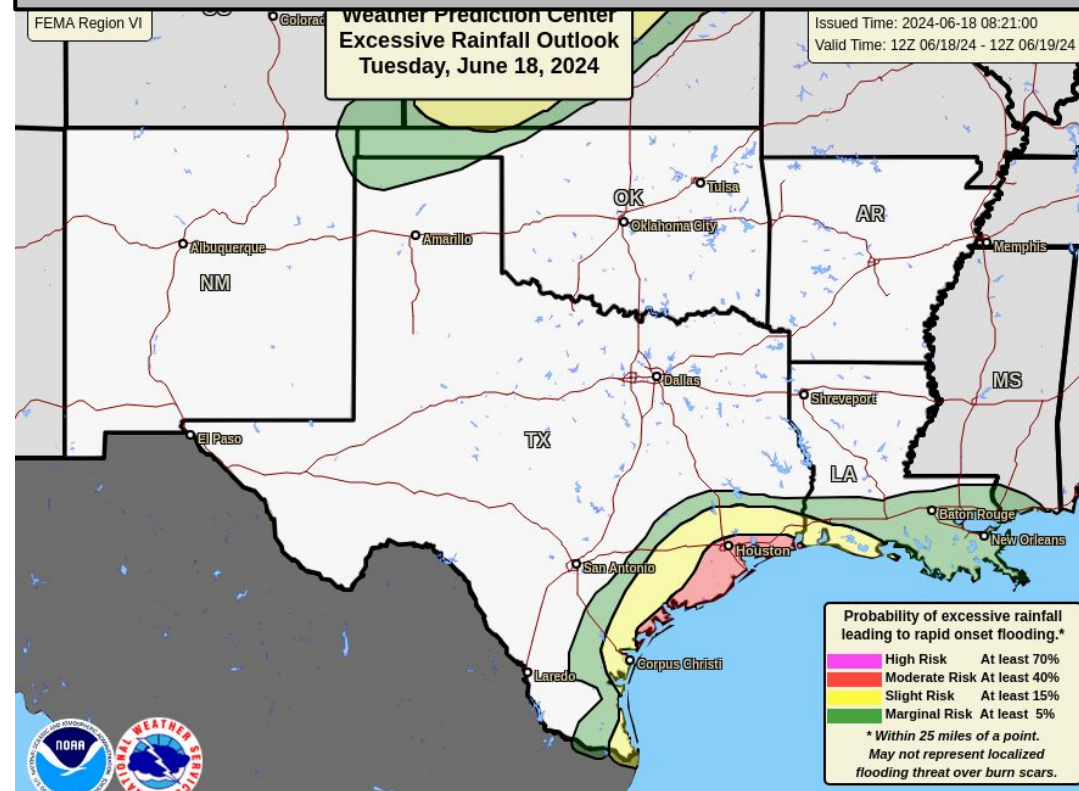 FEMA Region VI
Weather Prediction Center
Excessive Rainfall Outlook
Tuesday, June 18, 2024
Issued Time: 2024-06-18 08:21:00
Valid Time: 12Z 06/18/24 - 12Z 06/19/24
Tulsa
OK
AR
Oklahoma City
Amarillo
Albuquerque
Memphis
NM
Dallas
MS
Shreveport
El Paso
TX
LA
Baton Rouge
New Orleans
Houston
San Antonio
Corpus Christi
Laredo
Probability of excessive rainfall
leading to rapid onset flooding.*
High Risk At least 70%
Moderate Risk At least 40%
Slight Risk At least 15%
Marginal Risk At least 5%
* Within 25 miles of a point.
May not represent localized
flooding threat over burn scars.
NOAA